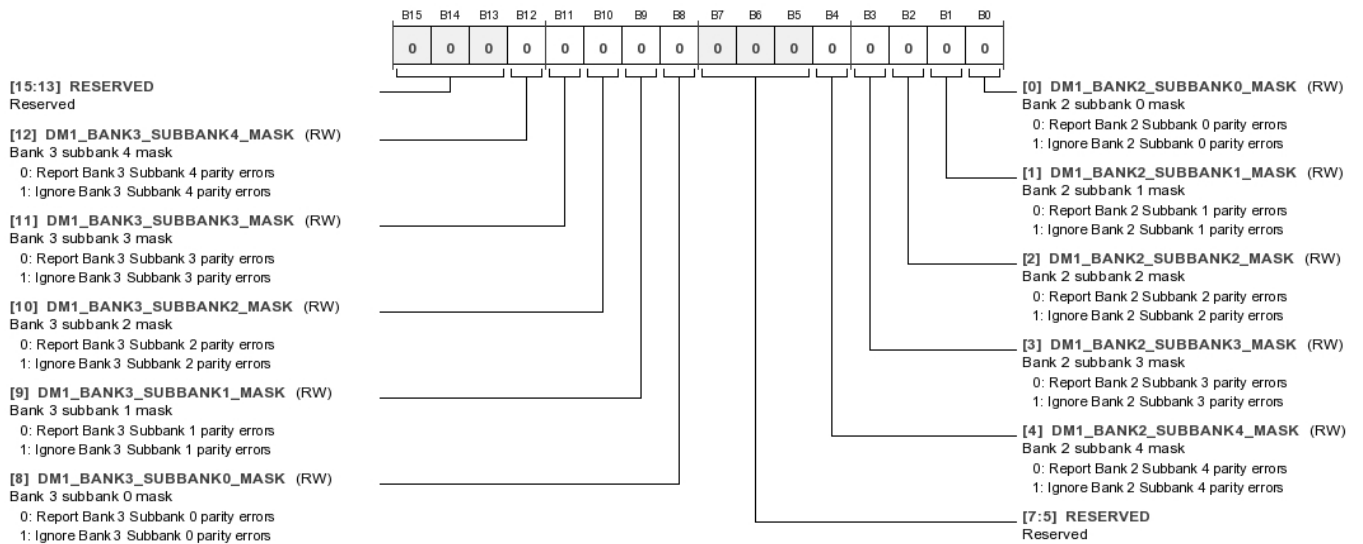 B15 B14 B13 B12 B11 B10 B9 B8 B7 B6 B5 B4 B3 B2 B1 B0
0 0 0 0 0 0 0 0 0 0 0 0 0 0 0 0
[15:13] RESERVED
Reserved
[12] DM1_BANK3_SUBBANK4_MASK (RW)
Bank 3 subbank 4 mask
0: Report Bank 3 Subbank 4 parity errors
1: Ignore Bank 3 Subbank 4 parity errors
[11] DM1_BANK3_SUBBANK3_MASK (RW)
Bank 3 subbank 3 mask
0: Report Bank 3 Subbank 3 parity errors
1: Ignore Bank 3 Subbank 3 parity errors
[10] DM1_BANK3_SUBBANK2_MASK (RW)
Bank 3 subbank 2 mask
0: Report Bank 3 Subbank 2 parity errors
1: Ignore Bank 3 Subbank 2 parity errors
[9] DM1_BANK3_SUBBANK1_MASK (RW)
Bank 3 subbank 1 mask
0: Report Bank 3 Subbank 1 parity errors
1: Ignore Bank 3 Subbank 1 parity errors
[8] DM1_BANK3_SUBBANK0_MASK (RW)
Bank 3 subbank 0 mask
0: Report Bank 3 Subbank 0 parity errors
1: Ignore Bank 3 Subbank 0 parity errors
[0] DM1_BANK2_SUBBANK0_MASK (RW)
Bank 2 subbank 0 mask
0: Report Bank 2 Subbank 0 parity errors
1: Ignore Bank 2 Subbank 0 parity errors
[1] DM1_BANK2_SUBBANK1_MASK (RW)
Bank 2 subbank 1 mask
0: Report Bank 2 Subbank 1 parity errors
1: Ignore Bank 2 Subbank 1 parity errors
[2] DM1_BANK2_SUBBANK2_MASK (RW)
Bank 2 subbank 2 mask
0: Report Bank 2 Subbank 2 parity errors
1: Ignore Bank 2 Subbank 2 parity errors
[3] DM1_BANK2_SUBBANK3_MASK (RW)
Bank 2 subbank 3 mask
0: Report Bank 2 Subbank 3 parity errors
1: Ignore Bank 2 Subbank 3 parity errors
[4] DM1_BANK2_SUBBANK4_MASK (RW)
Bank 2 subbank 4 mask
0: Report Bank 2 Subbank 4 parity errors
1: Ignore Bank 2 Subbank 4 parity errors
[7:5] RESERVED
Reserved